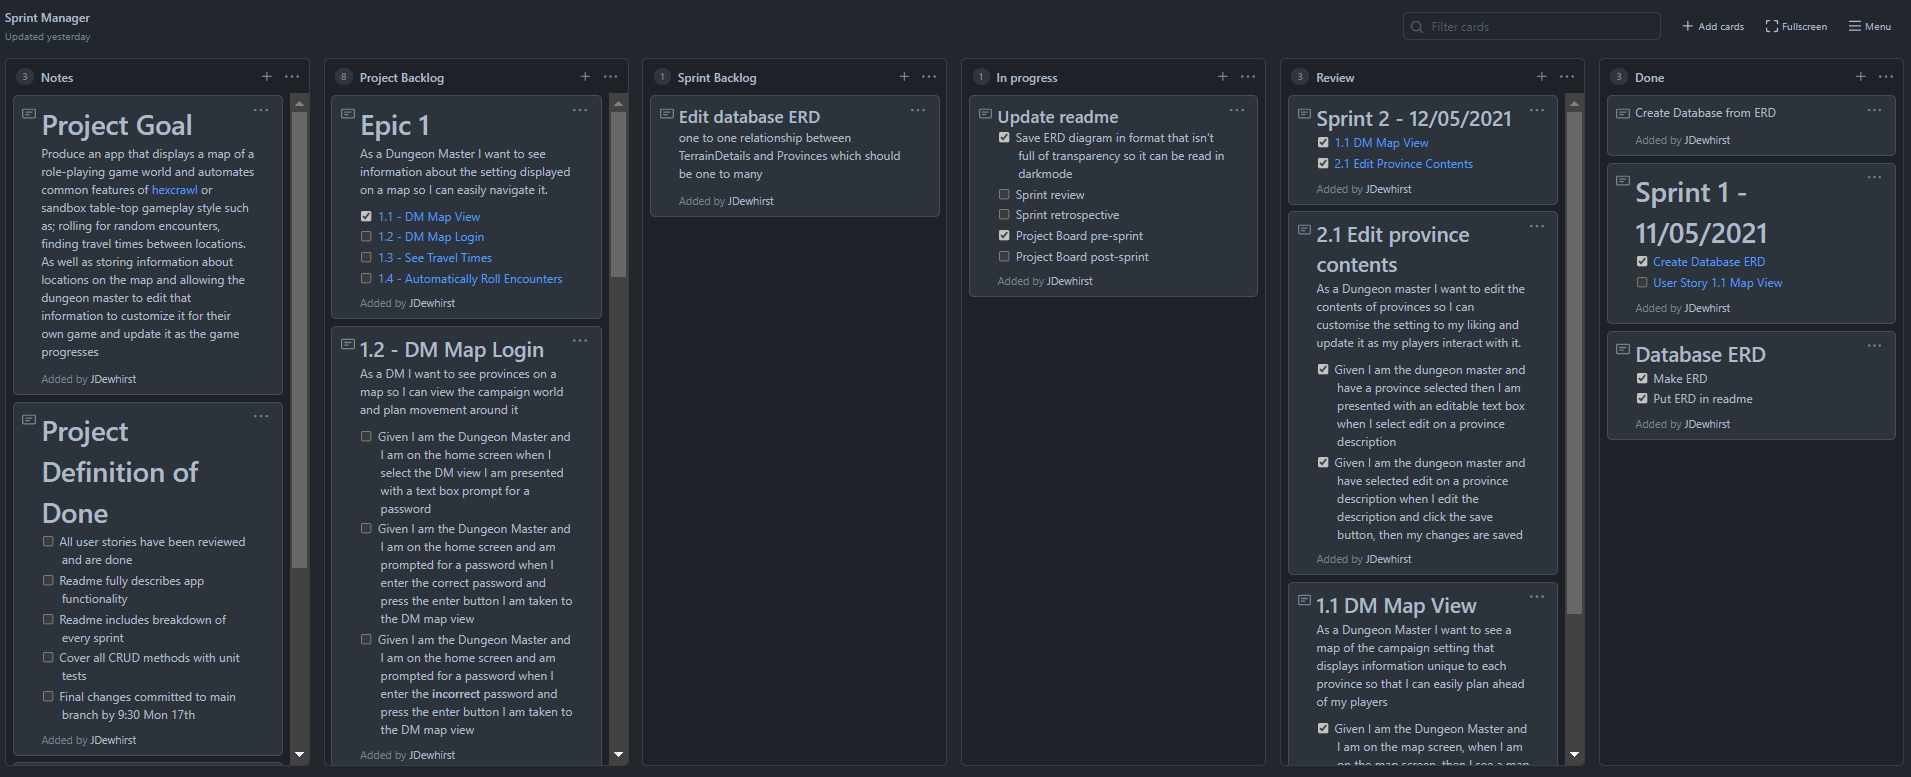 Sprint Manager
Updated yesterday
Filter cards
Add cards
Fullscreen
Menu
3 Notes
Project Goal
Produce an app that displays a map of a
role-playing game world and automates
common features of hexcrawl or
sandbox table-top gameplay style such
as; rolling for random encounters,
finding travel times between locations.
As well as storing information about
locations on the map and allowing the
dungeon master to edit that
information to customize it for their
own game and update it as the game
progresses
Added by JDewhirst
Project
Definition of
Done
All user stories have been reviewed
and are done
Readme fully describes app
functionality
Readme includes breakdown of
every sprint
Cover all CRUD methods with unit
tests
Final changes committed to main
branch by 9:30 Mon 17th
Added by JDewhirst
8 Project Backlog
Epic 1
As a Dungeon Master I want to see
information about the setting displayed
on a map so I can easily navigate it.
1.1 - DM Map View
1.2 - DM Map Login
1.3 - See Travel Times
1.4 - Automatically Roll Encounters
Added by JDewhirst
1.2 - DM Map Login
As a DM I want to see provinces on a
map so I can view the campaign world
and plan movement around it
Given I am the Dungeon Master and
I am on the home screen when I
select the DM view I am presented
with a text box prompt for a
password
Given I am the Dungeon Master and
I am on the home screen and am
prompted for a password when I
enter the correct password and
press the enter button I am taken to
the DM map view
Given I am the Dungeon Master and
I am on the home screen and am
prompted for a password when I
enter the incorrect password and
press the enter button I am taken to
the DM map view
Added by JDewhirst
1 Sprint Backlog
Edit database ERD
one to one relationship between
TerrainDetails and Provinces which should
be one to many
Added by JDewhirst
1 In progress
Update readme
Save ERD diagram in format that isn't
full of transparency so it can be read in
darkmode
Sprint review
Sprint retrospective
Project Board pre-sprint
Project Board post-sprint
Added by JDewhirst
3 Review
Sprint 2 - 12/05/2021
1.1 DM Map View
2.1 Edit Province Contents
Added by JDewhirst
2.1 Edit province
contents
As a Dungeon master I want to edit the
contents of provinces so I can
customise the setting to my liking and
update it as my players interact with it.
Given I am the dungeon master and
have a province selected then I am
presented with an editable text box
when I select edit on a province
description
Given I am the dungeon master and
have selected edit on a province
description when I edit the
description and click the save
button, then my changes are saved
Added by JDewhirst
1.1 DM Map View
As a Dungeon Master I want to see a
map of the campaign setting that
displays information unique to each
province so that I can easily plan ahead
of my players
Given I am the Dungeon Master and
I am on the map screen, when I am
on the map screen, then I see a map
3 Done
Create Database from ERD
Added by JDewhirst
Sprint 1 -
11/05/2021
Create Database ERD
User Story 1.1 Map View
Added by JDewhirst
Database ERD
Make ERD
Put ERD in readme
Added by JDewhirst